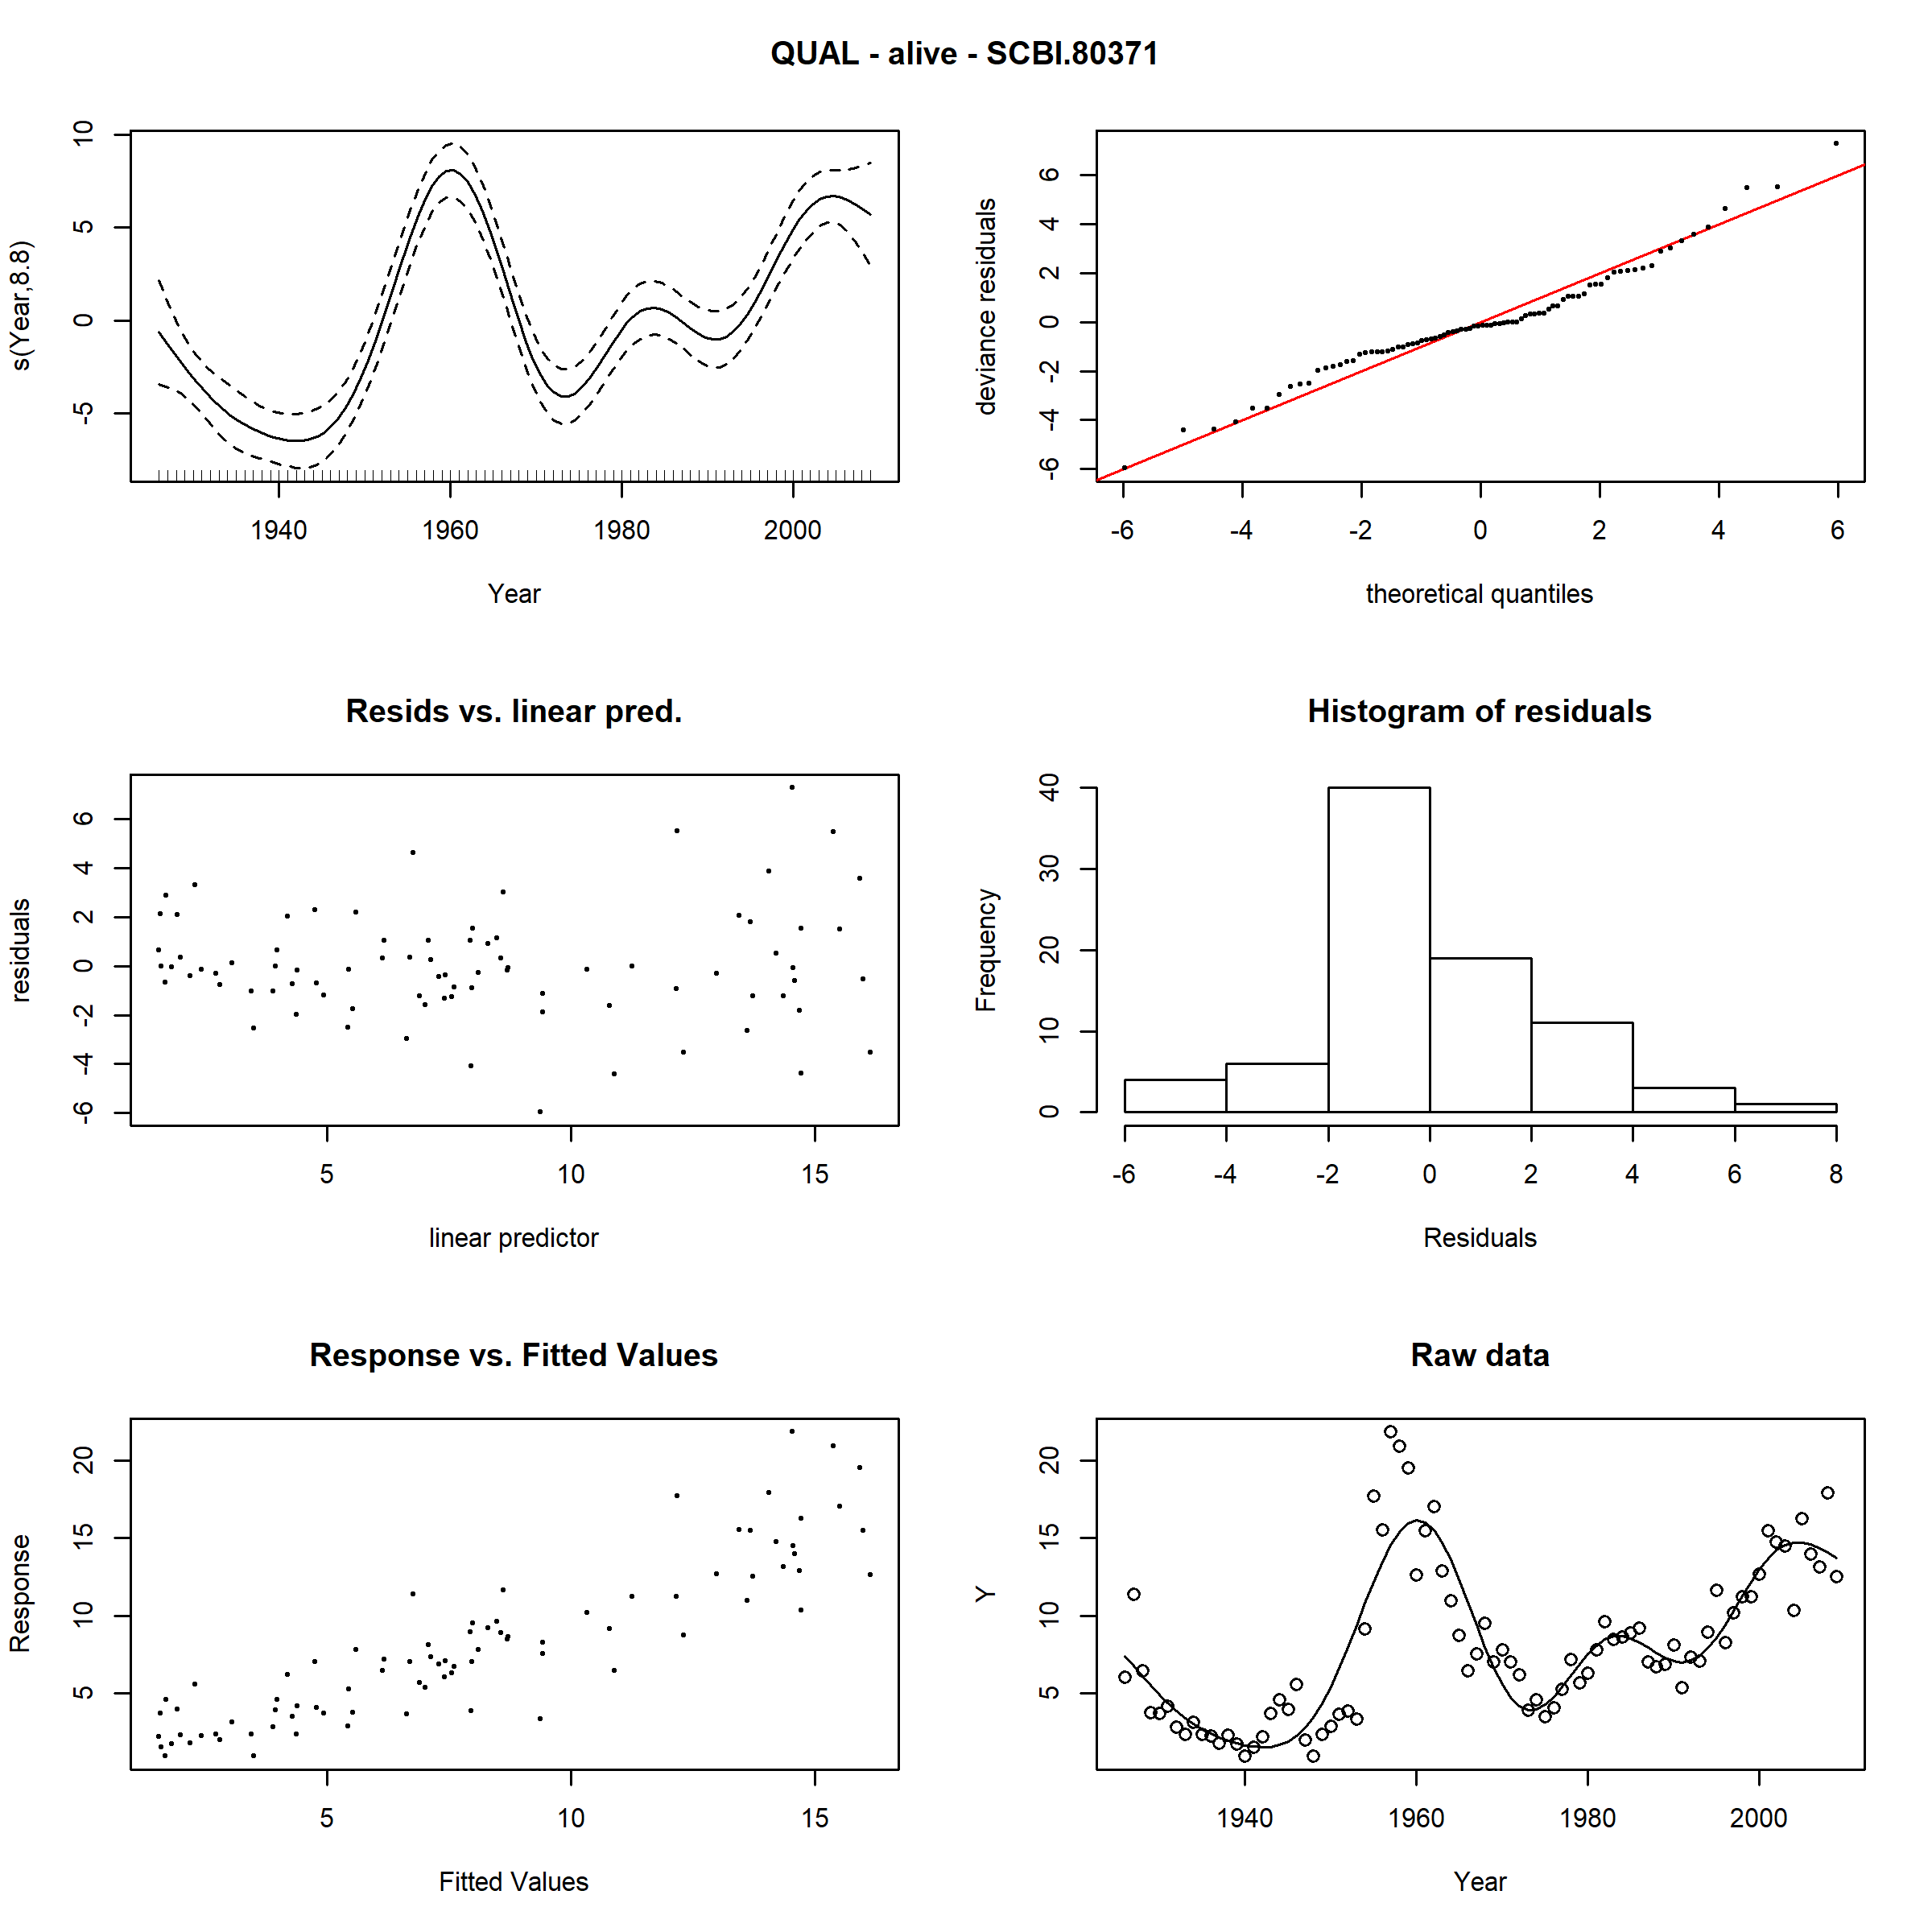 QUAL - alive - SCBI.80371
s(Year,8.8)
10
5
0
-5
1940 1960 1980 2000
Year
deviance residuals
6
4
2
0
-2
-4
-6
-6 -4 -2 0 2 4 6
theoretical quantiles
Resids vs. linear pred.
residuals
6
4
2
0
-2
-4
-6
5 10 15
linear predictor
Histogram of residuals
Frequency
40
30
20
10
0
-6 -4 -2 0 2 4 6 8
Residuals
Response vs. Fitted Values
Response
20
15
10
5
5 10 15
Fitted Values
Raw data
Y
20
15
10
5
1940 1960 1980 2000
Year